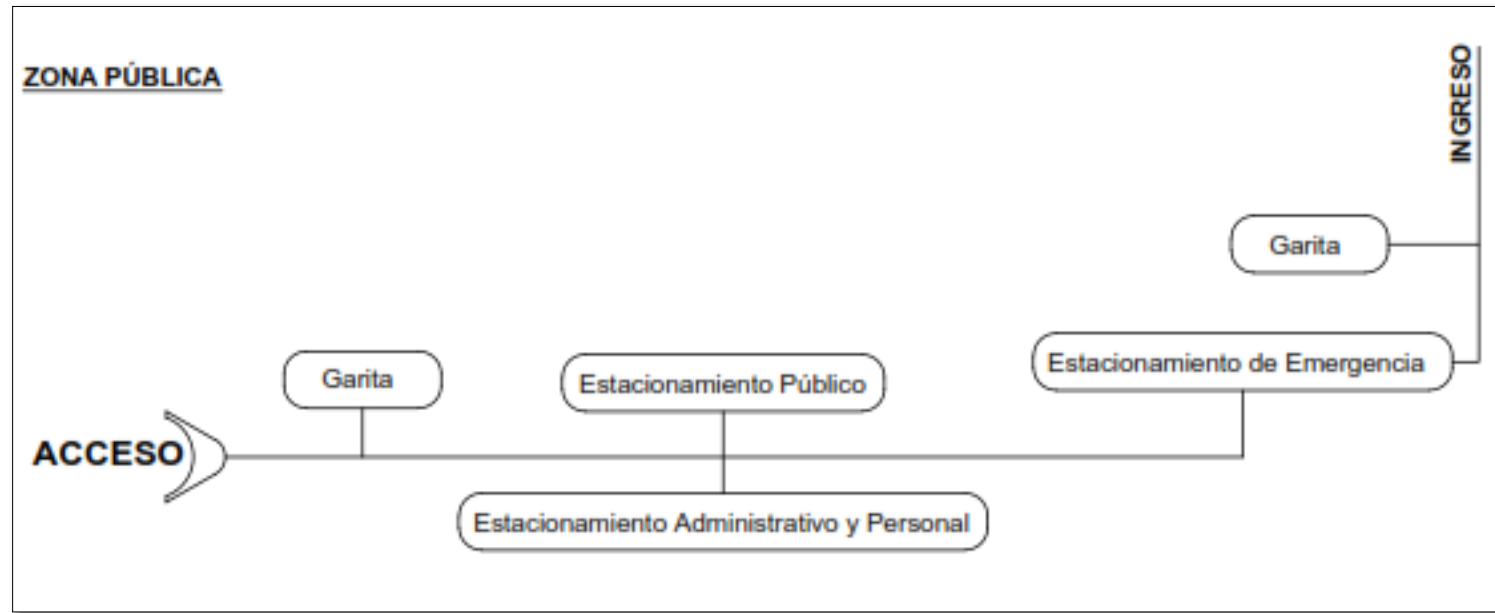 ZONA PÚBLICA
INGRESO
Garita
Estacionamiento de Emergencia
Garita
Estacionamiento Público
ACCESO
Estacionamiento Administrativo y Personal